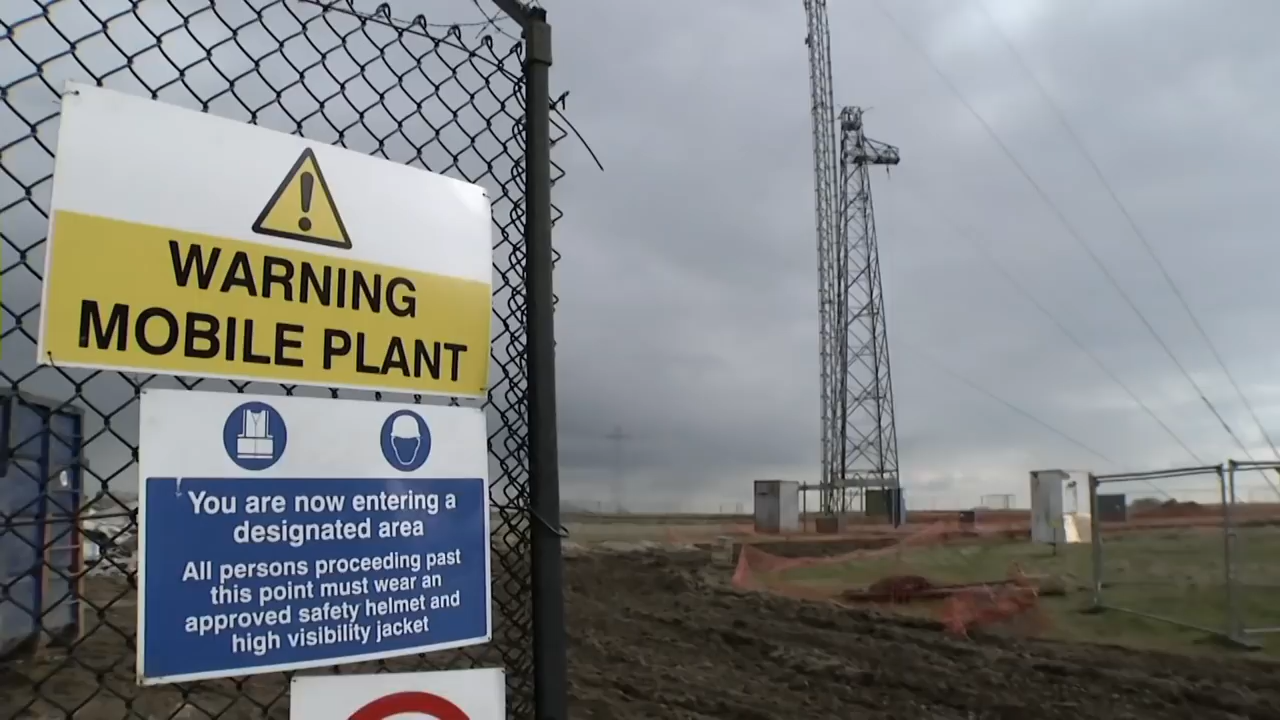 WARNING
MOBILE PLANT
You are now entering a
designated area
All persons proceeding past
this point must wear an
approved safety helmet and
high visibility jacket